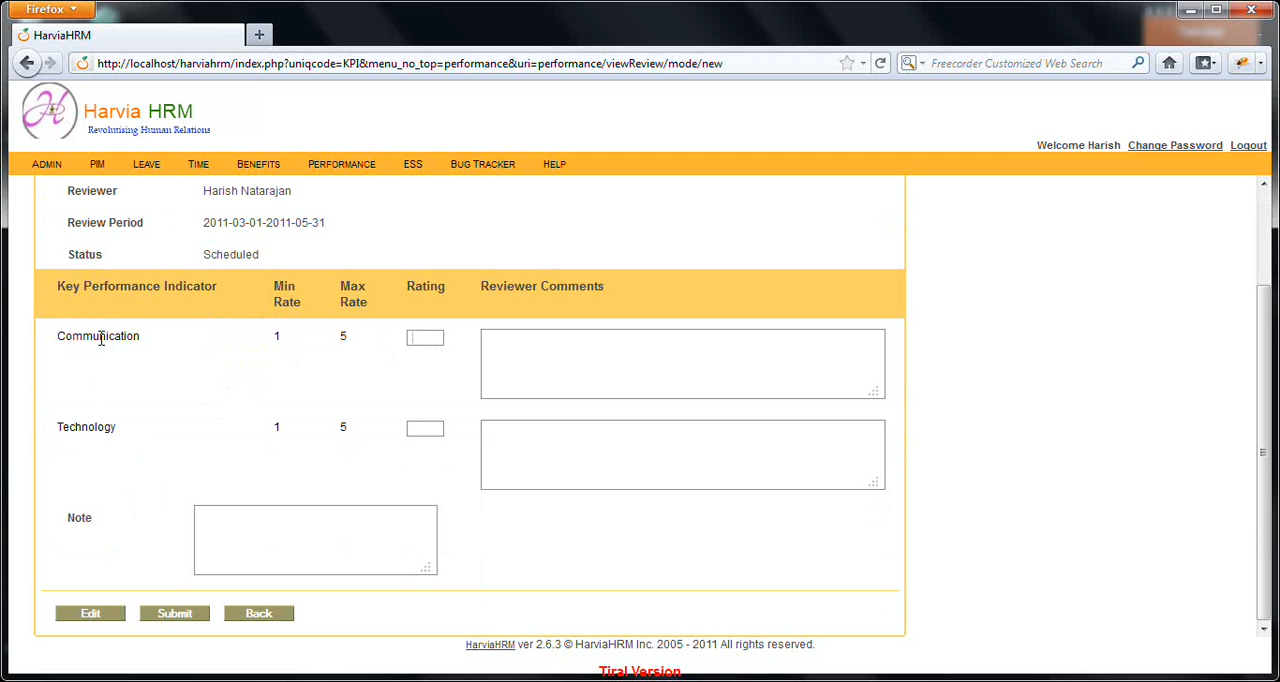 Firefox
HarviaHRM
http://localhost/harviahrm/index.php?uniqcode=KPI&menu_no_top=performance&uri=performance/viewReview/mode/new
Freecorder Customized Web Search
Harvia HRM
Revolutising Human Relations
Welcome Harish Change Password Logout
ADMIN PIM LEAVE TIME BENEFITS PERFORMANCE ESS BUG TRACKER HELP
Reviewer Harish Natarajan
Review Period 2011-03-01-2011-05-31
Status Scheduled
Key Performance Indicator Min Rate Max Rate Rating Reviewer Comments
Communication 1 5
Technology 1 5
Note
Edit Submit Back
HarviaHRM ver 2.6.3 © HarviaHRM Inc. 2005 - 2011 All rights reserved.
Tiral Version